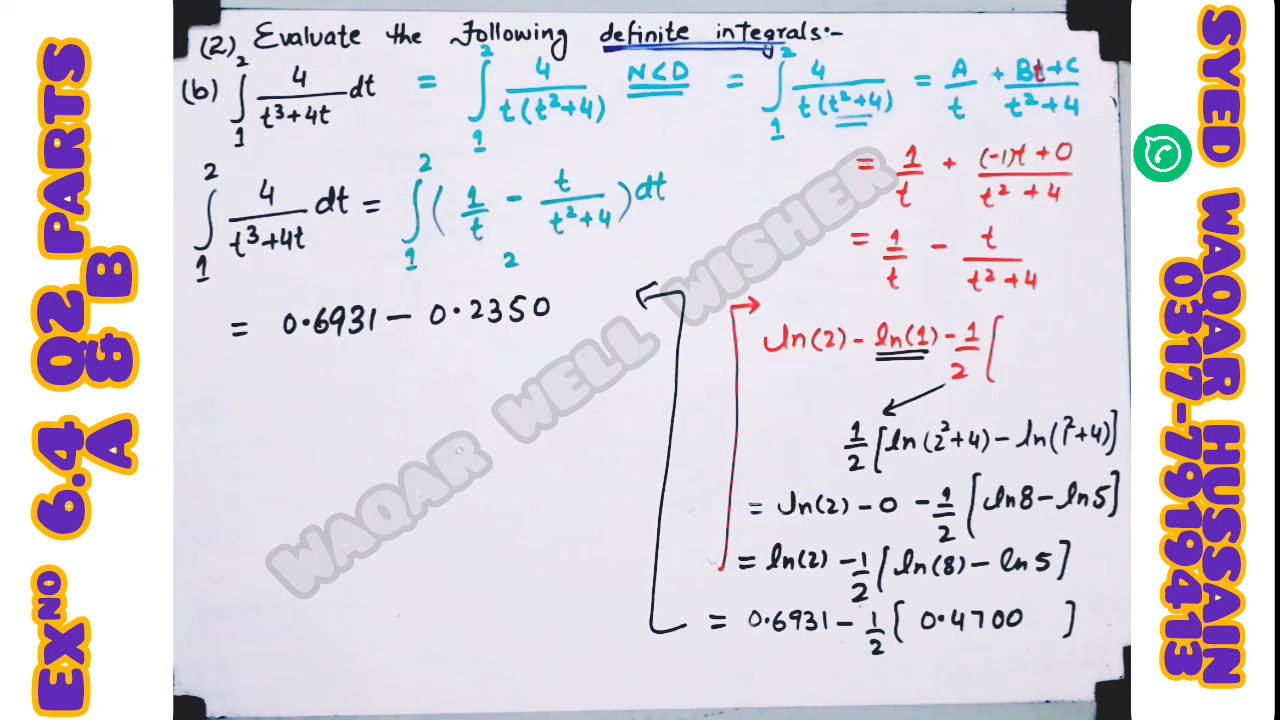 EXᴺᴼ 6.4 Q2 PARTS
A & B
(2) Evaluate the following definite integrals:-
(b) ∫₁² 4/(t³+4t) dt = ∫₁² 4/(t(t²+4)) N<D = ∫₁² 4/(t(t²+4)) = A/t + (Bt+C)/(t²+4)
= 1/t + ((-1)t + 0)/(t² + 4)
∫₁² 4/(t³+4t) dt = ∫₁² (1/t - t/(t²+4)) dt
= 1/t - t/(t²+4)
2
= 0.6931 - 0.2350
ln(2) - ln(1) - 1/2 [
1/2 [ln(2²+4) - ln(1²+4)]
= ln(2) - 0 - 1/2 [ln8 - ln5]
= ln(2) - 1/2 [ln(8) - ln5]
= 0.6931 - 1/2 [ 0.4700 ]
WAQAR WELL WISHER
SYED WAQAR HUSSAIN
0317-7919413